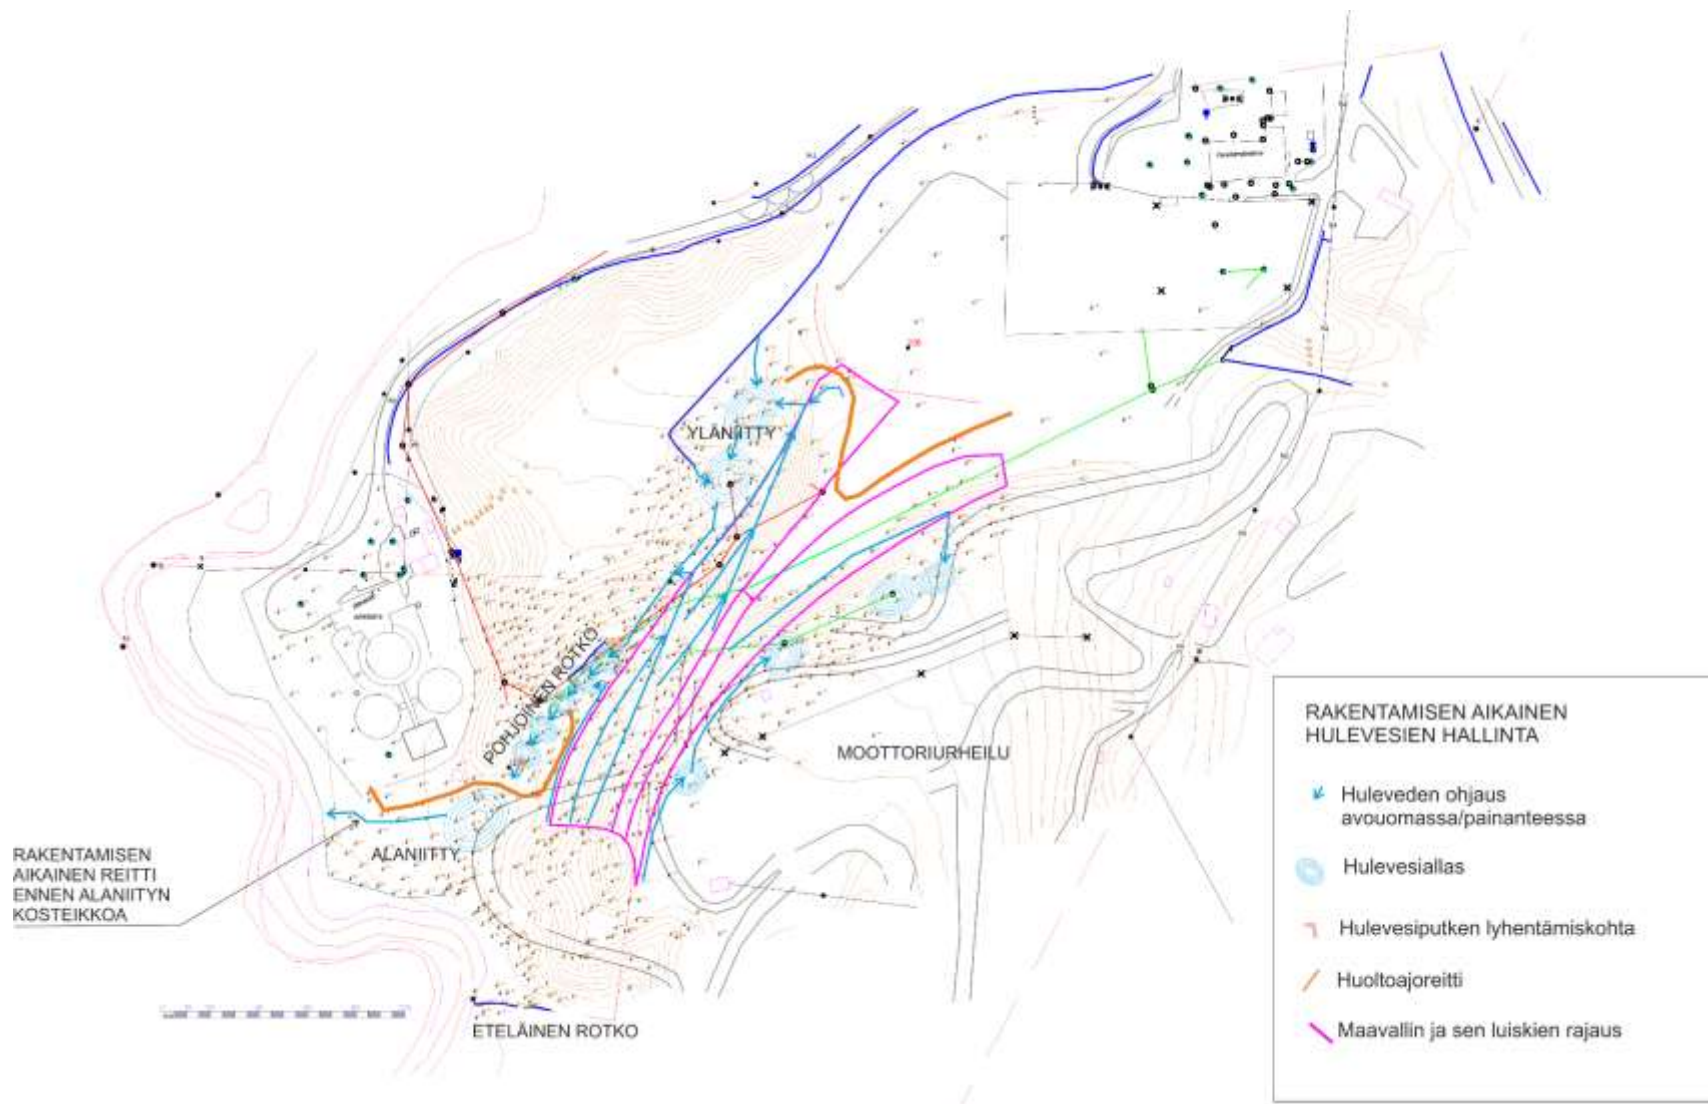 YLÄNIITTY
POHJOINEN ROTKO
MOOTTORIURHEILU
ALANIITTY
RAKENTAMISEN
AIKAINEN REITTI
ENNEN ALANIITYN
KOSTEIKKOA
ETELÄINEN ROTKO
RAKENTAMISEN AIKAINEN
HULEVESIEN HALLINTA
Huleveden ohjaus
avouomassa/painanteessa
Hulevesiallas
Hulevesiputken lyhentämiskohta
Huoltoajoreitti
Maavallin ja sen luiskien rajaus